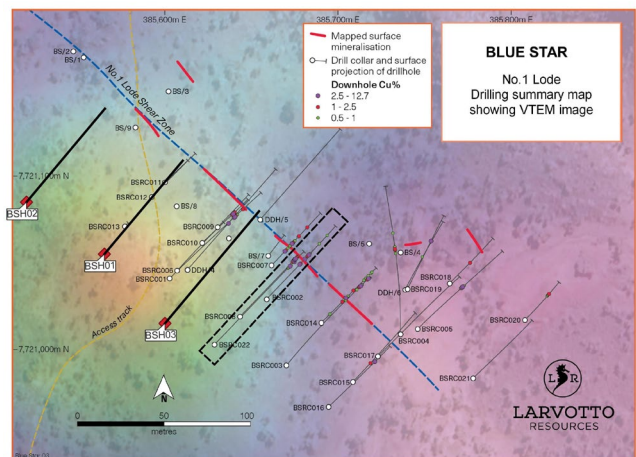 385,600m E
385,700m E
385,800m E
Mapped surface
mineralisation
Drill collar and surface
projection of drillhole
Downhole Cu%
2.5 - 12.7
1 - 2.5
0.5 - 1
BLUE STAR
No.1 Lode
Drilling summary map
showing VTEM image
BS/2
BS/1
BS/3
No.1 Lode Shear Zone
BS/9
7,721,100m N
BSRC011
BSRC012
BS/8
BSH02
BSRC013
BSRC009
DDH/5
BSRC010
BS/5
BS/4
BS/7
BSRC007
BSH01
BSRC006
DDH/4
BSRC001
BSRC018
DDH/6
BSRC019
BSRC002
BSH03
BSRC008
BSRC014
BSRC005
BSRC020
BSRC004
Access track
7,721,000m N
BSRC022
BSRC003
BSRC017
BSRC021
BSRC015
BSRC016
N
0
50
100
metres
L
R
LARVOTTO
RESOURCES